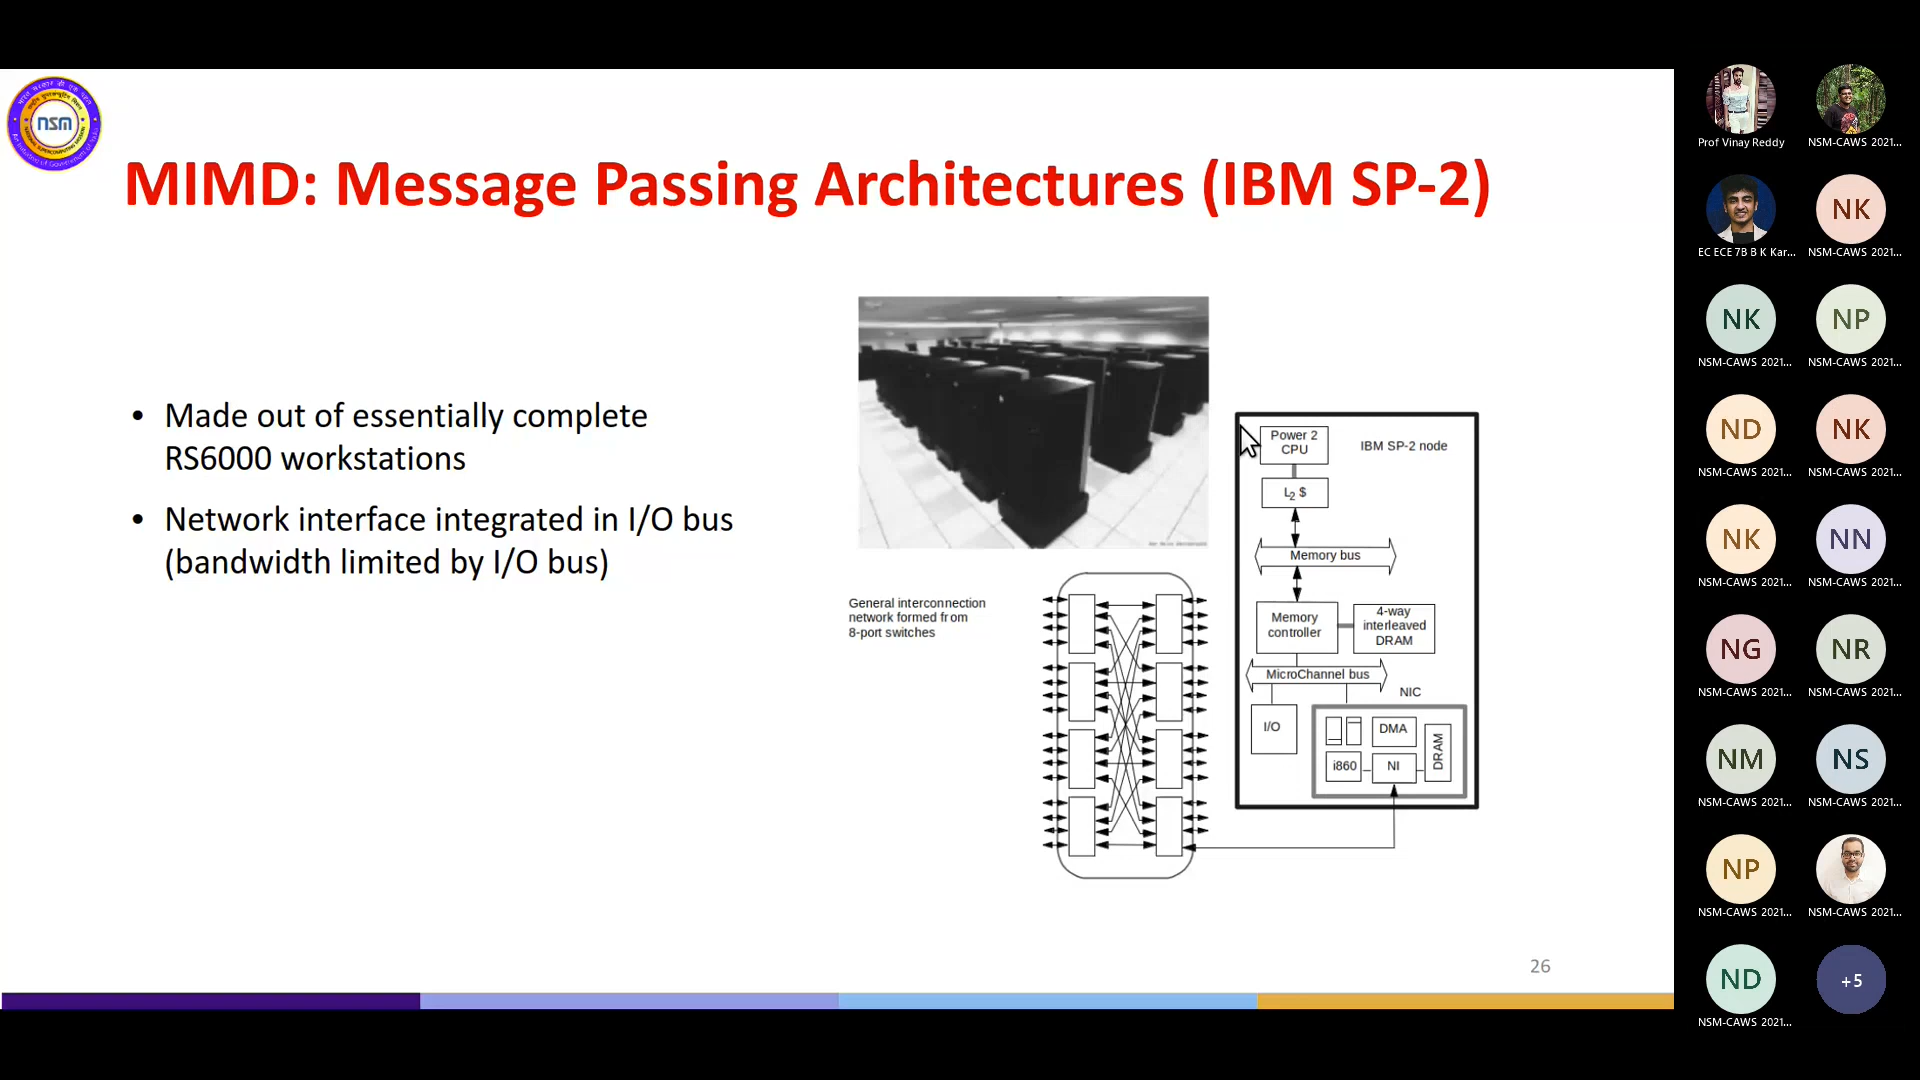 nsm
MIMD: Message Passing Architectures (IBM SP-2)
• Made out of essentially complete
RS6000 workstations
• Network interface integrated in I/O bus
(bandwidth limited by I/O bus)
General interconnection
network formed from
8-port switches
Power 2
CPU
IBM SP-2 node
L2 $
Memory bus
Memory
controller
4-way
interleaved
DRAM
MicroChannel bus
NIC
I/O
DMA
DRAM
i860
NI
26
Prof Vinay Reddy
NSM-CAWS 2021...
EC ECE 7B B K Kar...
NK
NSM-CAWS 2021...
NK
NSM-CAWS 2021...
NP
NSM-CAWS 2021...
ND
NSM-CAWS 2021...
NK
NSM-CAWS 2021...
NK
NSM-CAWS 2021...
NN
NSM-CAWS 2021...
NG
NSM-CAWS 2021...
NR
NSM-CAWS 2021...
NM
NSM-CAWS 2021...
NS
NSM-CAWS 2021...
NP
NSM-CAWS 2021...
NSM-CAWS 2021...
ND
NSM-CAWS 2021...
+5